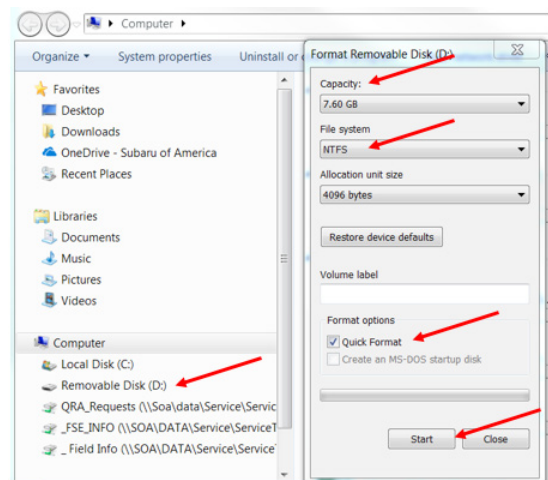 Computer
Organize System properties Uninstall or
Favorites
Desktop
Downloads
OneDrive - Subaru of America
Recent Places
Libraries
Documents
Music
Pictures
Videos
Computer
Local Disk (C:)
Removable Disk (D:)
QRA_Requests (\\Soa\data\Service\Servic
_FSE_INFO (\\SOA\DATA\Service\ServiceT
_ Field Info (\\SOA\DATA\Service\Service
Format Removable Disk (D:)
Capacity:
7.60 GB
File system
NTFS
Allocation unit size
4096 bytes
Restore device defaults
Volume label
Format options
Quick Format
Create an MS-DOS startup disk
Start Close